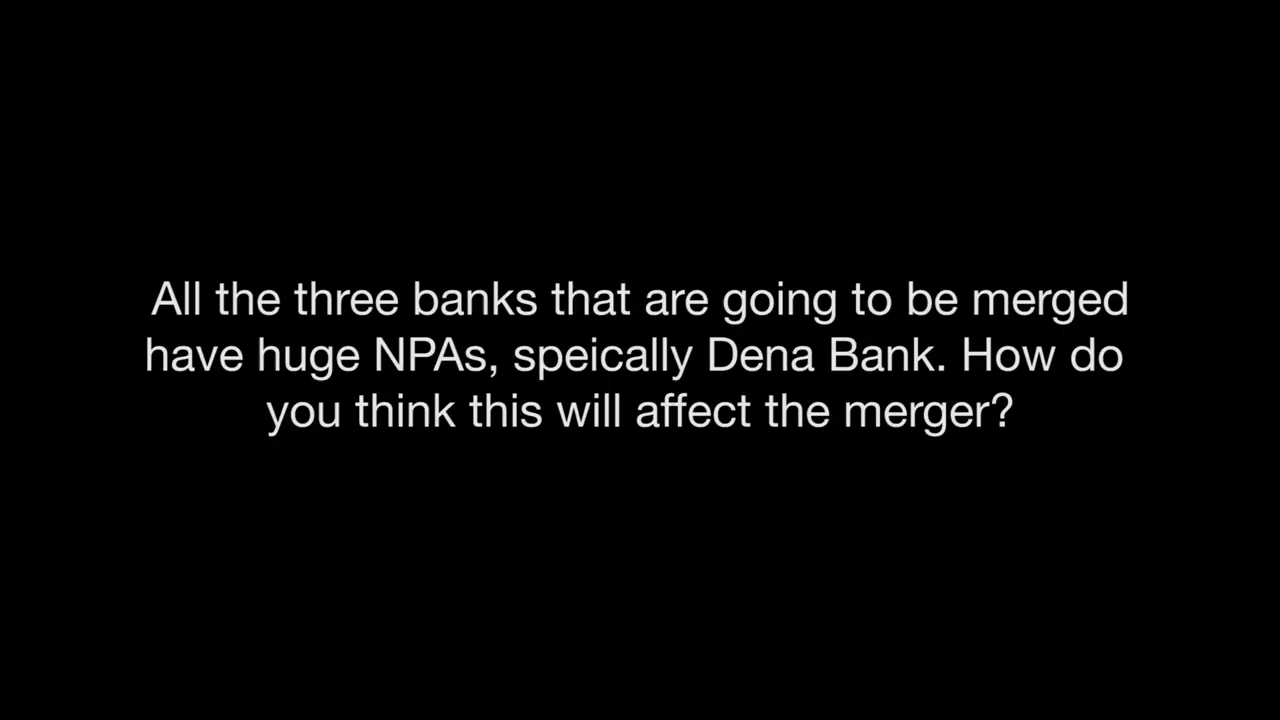 All the three banks that are going to be merged
have huge NPAs, speically Dena Bank. How do
you think this will affect the merger?